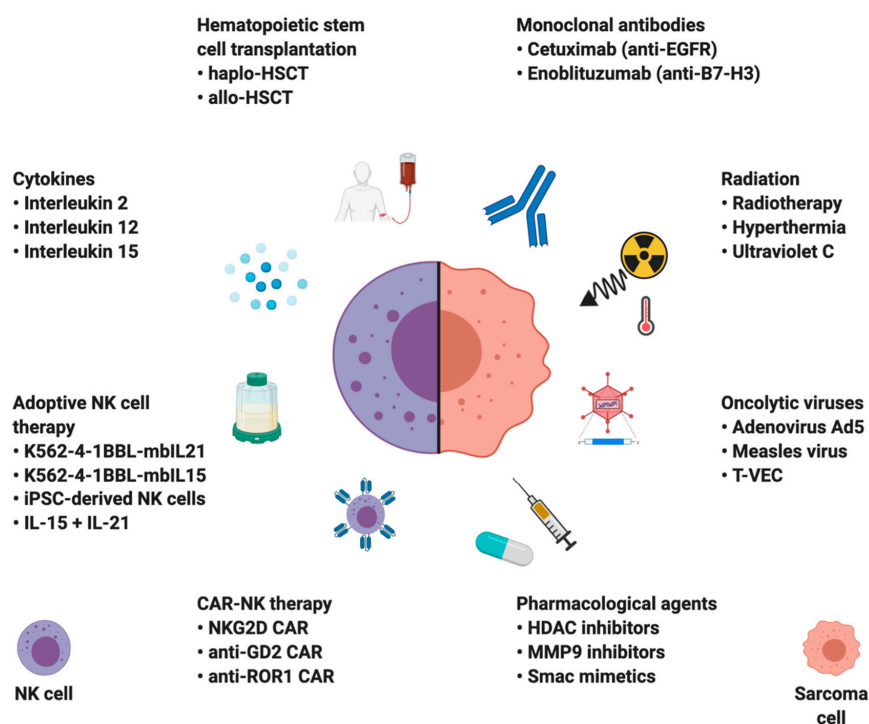 Hematopoietic stem
cell transplantation
• haplo-HSCT
• allo-HSCT
Monoclonal antibodies
• Cetuximab (anti-EGFR)
• Enoblituzumab (anti-B7-H3)
Cytokines
• Interleukin 2
• Interleukin 12
• Interleukin 15
Radiation
• Radiotherapy
• Hyperthermia
• Ultraviolet C
Adoptive NK cell
therapy
• K562-4-1BBL-mbIL21
• K562-4-1BBL-mbIL15
• iPSC-derived NK cells
• IL-15 + IL-21
Oncolytic viruses
• Adenovirus Ad5
• Measles virus
• T-VEC
CAR-NK therapy
• NKG2D CAR
• anti-GD2 CAR
• anti-ROR1 CAR
Pharmacological agents
• HDAC inhibitors
• MMP9 inhibitors
• Smac mimetics
NK cell
Sarcoma
cell